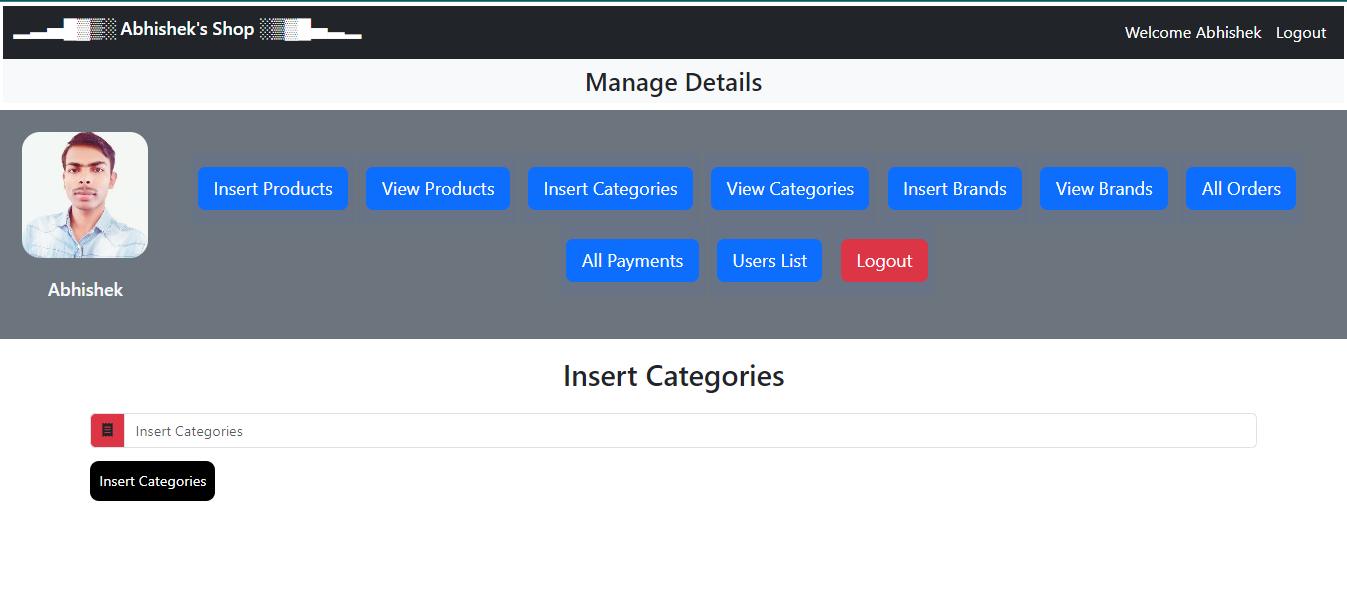 ▂▂▃▄█▓▒░ Abhishek's Shop ░▒▓█▄▃▂▂
Welcome Abhishek Logout
Manage Details
Insert Products View Products Insert Categories View Categories Insert Brands View Brands All Orders
All Payments Users List Logout
Abhishek
Insert Categories
Insert Categories
Insert Categories